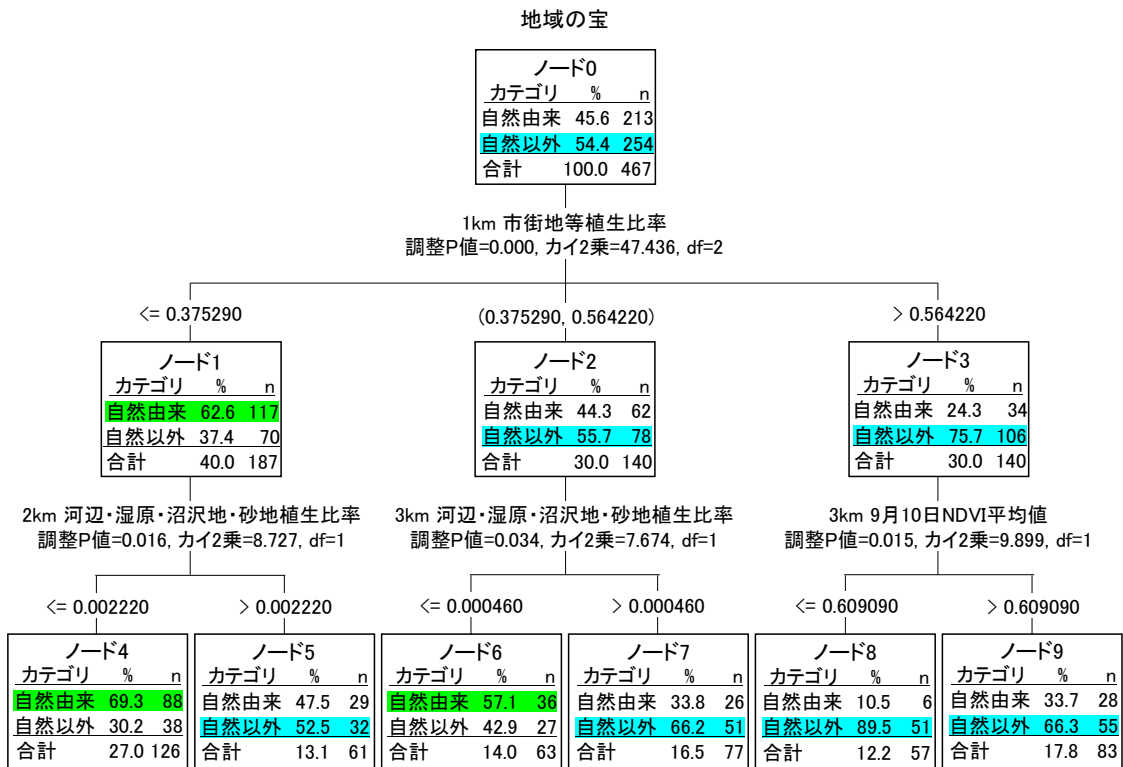 地域の宝
ノード0
カテゴリ % n
自然由来 45.6 213
自然以外 54.4 254
合計 100.0 467
1km 市街地等植生比率
調整P値=0.000, カイ2乗=47.436, df=2
<= 0.375290
(0.375290, 0.564220)
> 0.564220
ノード1
カテゴリ % n
自然由来 62.6 117
自然以外 37.4 70
合計 40.0 187
ノード2
カテゴリ % n
自然由来 44.3 62
自然以外 55.7 78
合計 30.0 140
ノード3
カテゴリ % n
自然由来 24.3 34
自然以外 75.7 106
合計 30.0 140
2km 河辺・湿原・沼沢地・砂地植生比率
調整P値=0.016, カイ2乗=8.727, df=1
3km 河辺・湿原・沼沢地・砂地植生比率
調整P値=0.034, カイ2乗=7.674, df=1
3km 9月10日NDVI平均値
調整P値=0.015, カイ2乗=9.899, df=1
<= 0.002220
> 0.002220
<= 0.000460
> 0.000460
<= 0.609090
> 0.609090
ノード4
カテゴリ % n
自然由来 69.3 88
自然以外 30.2 38
合計 27.0 126
ノード5
カテゴリ % n
自然由来 47.5 29
自然以外 52.5 32
合計 13.1 61
ノード6
カテゴリ % n
自然由来 57.1 36
自然以外 42.9 27
合計 14.0 63
ノード7
カテゴリ % n
自然由来 33.8 26
自然以外 66.2 51
合計 16.5 77
ノード8
カテゴリ % n
自然由来 10.5 6
自然以外 89.5 51
合計 12.2 57
ノード9
カテゴリ % n
自然由来 33.7 28
自然以外 66.3 55
合計 17.8 83